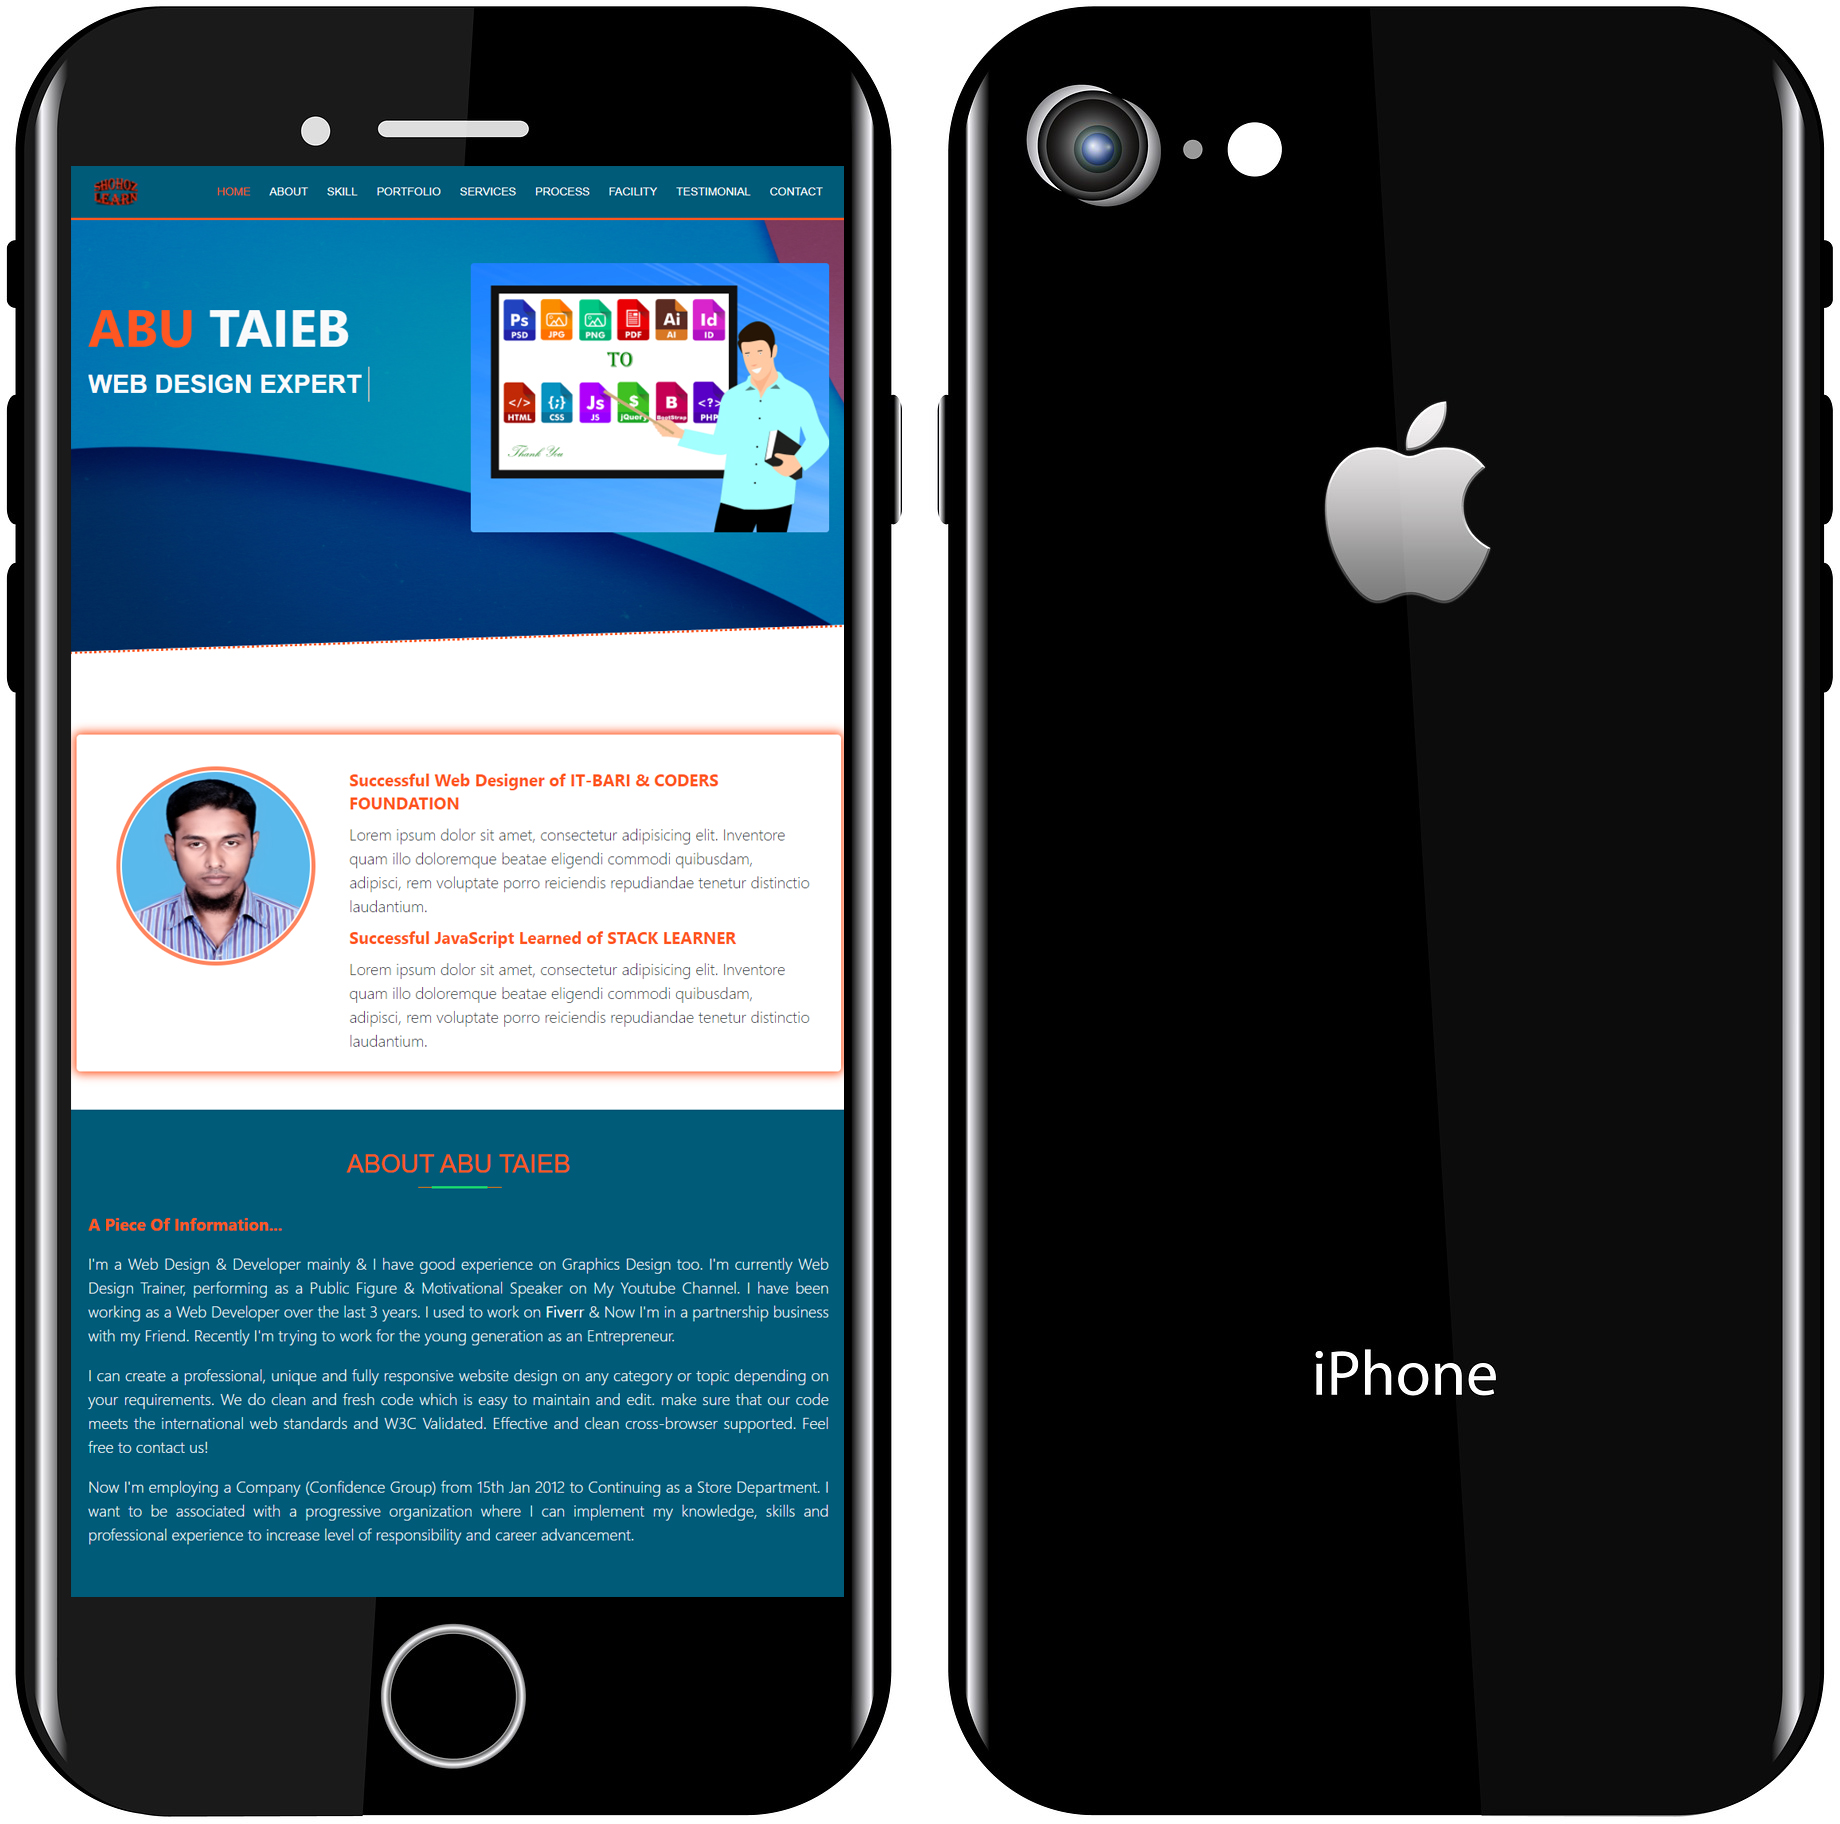 SHOHOZ
LEARN
HOME ABOUT SKILL PORTFOLIO SERVICES PROCESS FACILITY TESTIMONIAL CONTACT
ABU TAIEB
WEB DESIGN EXPERT
Ps Ai Id
PSD JPG PNG PDF AI ID
TO
</> {;} Js $ B <?>
HTML CSS JS jQuery BootStrap PHP
Thank You
Successful Web Designer of IT-BARI & CODERS
FOUNDATION
Lorem ipsum dolor sit amet, consectetur adipisicing elit. Inventore
quam illo doloremque beatae eligendi commodi quibusdam,
adipisci, rem voluptate porro reiciendis repudiandae tenetur distinctio
laudantium.
Successful JavaScript Learned of STACK LEARNER
Lorem ipsum dolor sit amet, consectetur adipisicing elit. Inventore
quam illo doloremque beatae eligendi commodi quibusdam,
adipisci, rem voluptate porro reiciendis repudiandae tenetur distinctio
laudantium.
ABOUT ABU TAIEB
A Piece Of Information...
I'm a Web Design & Developer mainly & I have good experience on Graphics Design too. I'm currently Web
Design Trainer, performing as a Public Figure & Motivational Speaker on My Youtube Channel. I have been
working as a Web Developer over the last 3 years. I used to work on Fiverr & Now I'm in a partnership business
with my Friend. Recently I'm trying to work for the young generation as an Entrepreneur.
I can create a professional, unique and fully responsive website design on any category or topic depending on
your requirements. We do clean and fresh code which is easy to maintain and edit. make sure that our code
meets the international web standards and W3C Validated. Effective and clean cross-browser supported. Feel
free to contact us!
Now I'm employing a Company (Confidence Group) from 15th Jan 2012 to Continuing as a Store Department. I
want to be associated with a progressive organization where I can implement my knowledge, skills and
professional experience to increase level of responsibility and career advancement.
iPhone